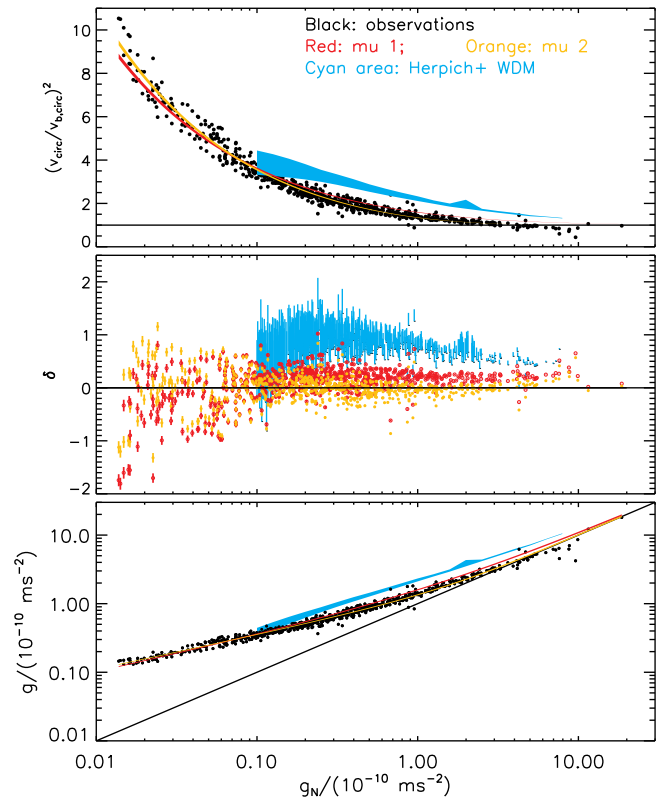 Black: observations
Red: mu 1; Orange: mu 2
Cyan area: Herpich+ WDM
10
8
6
4
2
0
(v_circ/v_b,circ)²
2
1
0
-1
-2
δ
10.0
1.00
0.10
0.01
g/(10⁻¹⁰ ms⁻²)
0.01 0.10 1.00 10.00
g_N/(10⁻¹⁰ ms⁻²)